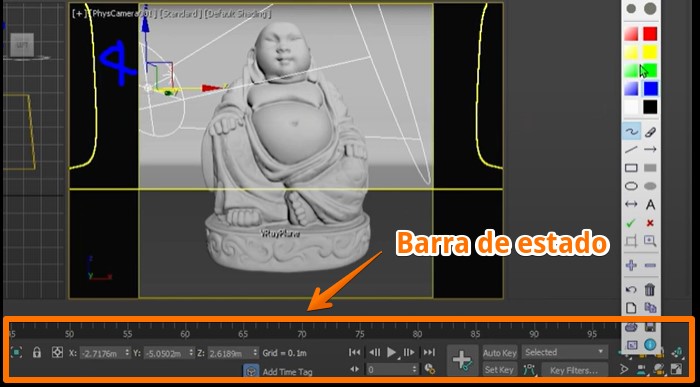 [+] [PhysCamera001] [Standard] [Default Shading]
4
VRayPlane
Barra de estado
z
x
y
A
45 50 55 60 65 70 75 80 85 90 95
X: -2.7176m Y: -5.0502m Z: 2.6189m Grid = 0.1m
Auto Key Selected
Add Time Tag
0
Set Key Key Filters...